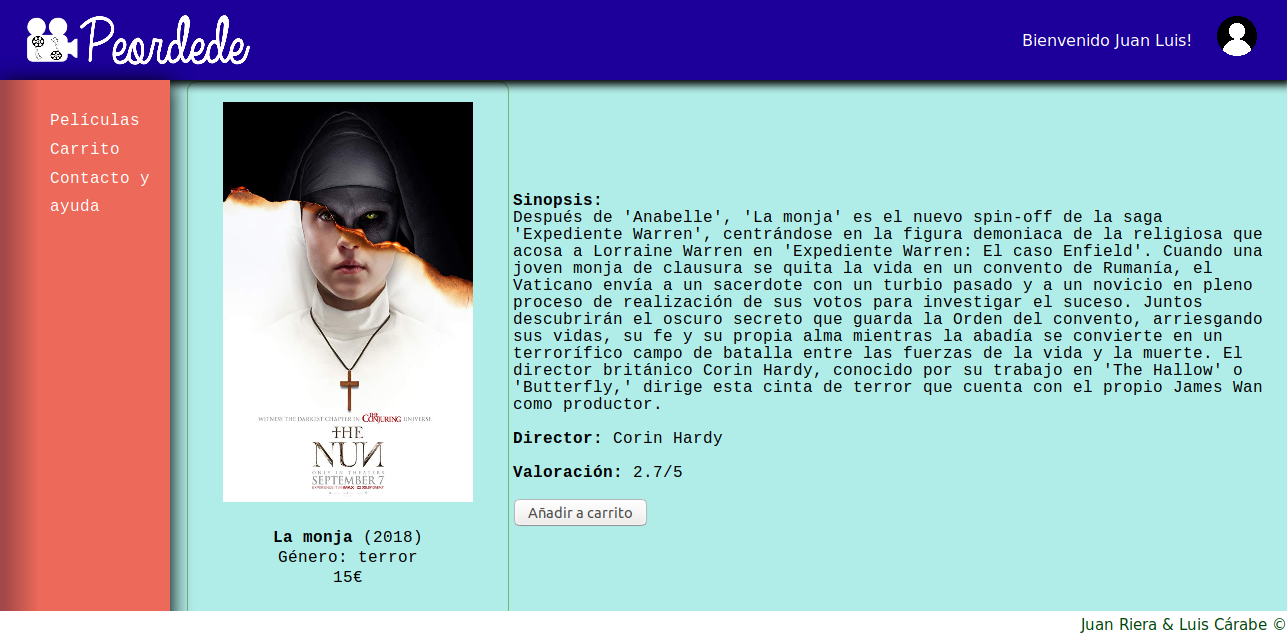 Peordede
Bienvenido Juan Luis!
Películas
Carrito
Contacto y
ayuda
WITNESS THE DARKEST CHAPTER IN THE CONJURING UNIVERSE
THE
NUN
ONLY IN THEATERS
SEPTEMBER 7
La monja (2018)
Género: terror
15€
Sinopsis:
Después de 'Anabelle', 'La monja' es el nuevo spin-off de la saga
'Expediente Warren', centrándose en la figura demoniaca de la religiosa que
acosa a Lorraine Warren en 'Expediente Warren: El caso Enfield'. Cuando una
joven monja de clausura se quita la vida en un convento de Rumanía, el
Vaticano envía a un sacerdote con un turbio pasado y a un novicio en pleno
proceso de realización de sus votos para investigar el suceso. Juntos
descubrirán el oscuro secreto que guarda la Orden del convento, arriesgando
sus vidas, su fe y su propia alma mientras la abadía se convierte en un
terrorífico campo de batalla entre las fuerzas de la vida y la muerte. El
director británico Corin Hardy, conocido por su trabajo en 'The Hallow' o
'Butterfly,' dirige esta cinta de terror que cuenta con el propio James Wan
como productor.
Director: Corin Hardy
Valoración: 2.7/5
Añadir a carrito
Juan Riera & Luis Cárabe ©